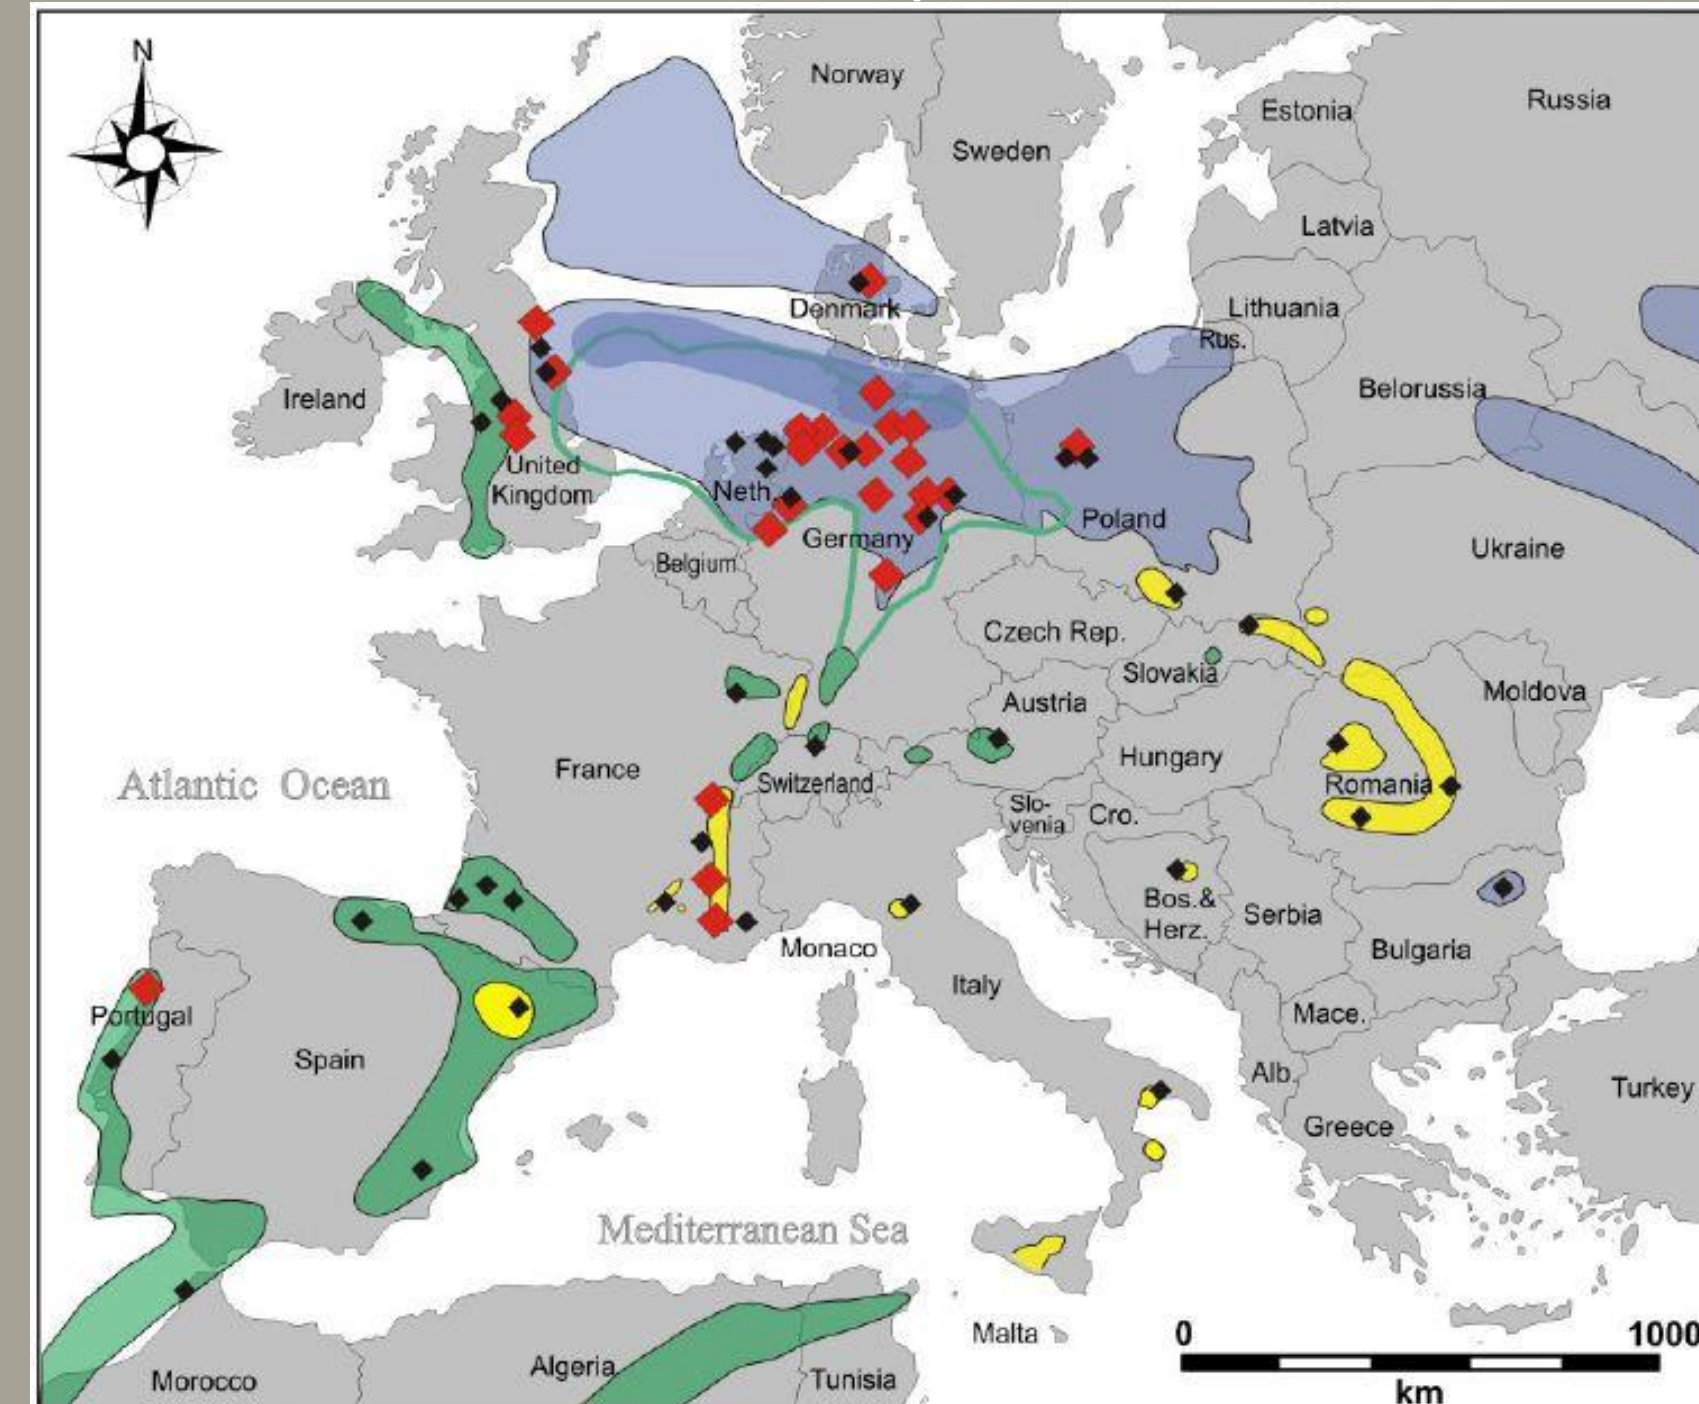 N
Norway
Sweden
Estonia
Russia
Latvia
Lithuania
Rus.
Belorussia
Denmark
Ireland
United
Kingdom
Neth.
Germany
Poland
Belgium
Ukraine
Czech Rep.
Slovakia
Austria
Moldova
Hungary
France
Switzerland
Romania
Slo-
venia
Cro.
Atlantic Ocean
Bos.&
Herz.
Serbia
Bulgaria
Monaco
Italy
Portugal
Spain
Mace.
Alb.
Greece
Turkey
Mediterranean Sea
Malta
Morocco
Algeria
Tunisia
0 1000
km